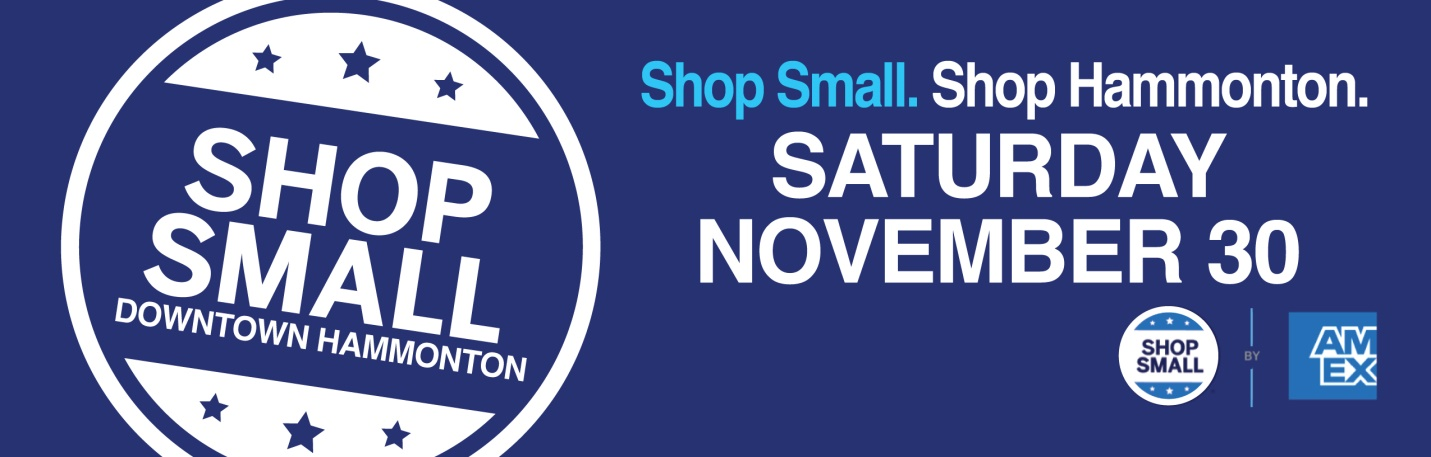 SHOP
SMALL
DOWNTOWN HAMMONTON
Shop Small. Shop Hammonton.
SATURDAY
NOVEMBER 30
SHOP
SMALL
BY
AM
EX